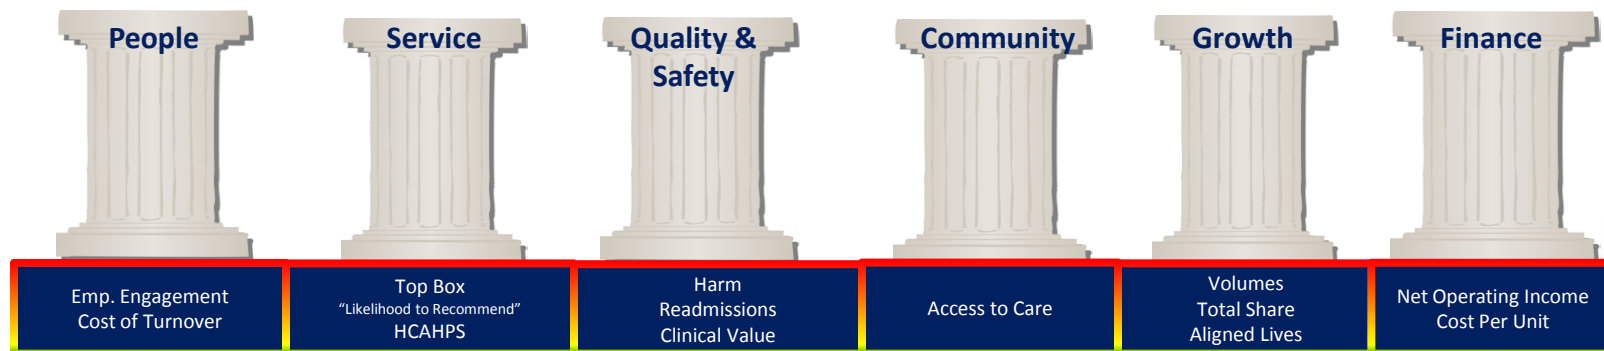 People
Service
Quality &
Safety
Community
Growth
Finance
Emp. Engagement
Cost of Turnover
Top Box
“Likelihood to Recommend”
HCAHPS
Harm
Readmissions
Clinical Value
Access to Care
Volumes
Total Share
Aligned Lives
Net Operating Income
Cost Per Unit